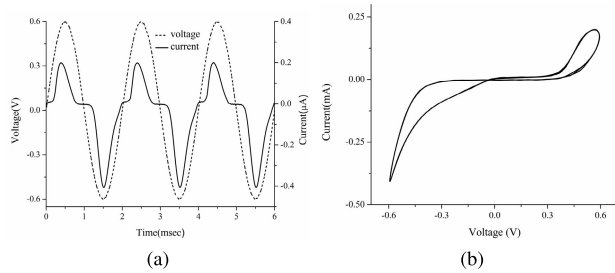 0.6
0.3
0.0
-0.3
-0.6
Voltage(V)
voltage
current
0.4
0.2
0.0
-0.2
-0.4
Current(μA)
0 1 2 3 4 5 6
Time(msec)
(a)
0.25
0.00
-0.25
-0.50
Current(mA)
-0.6 -0.3 0.0 0.3 0.6
Voltage (V)
(b)